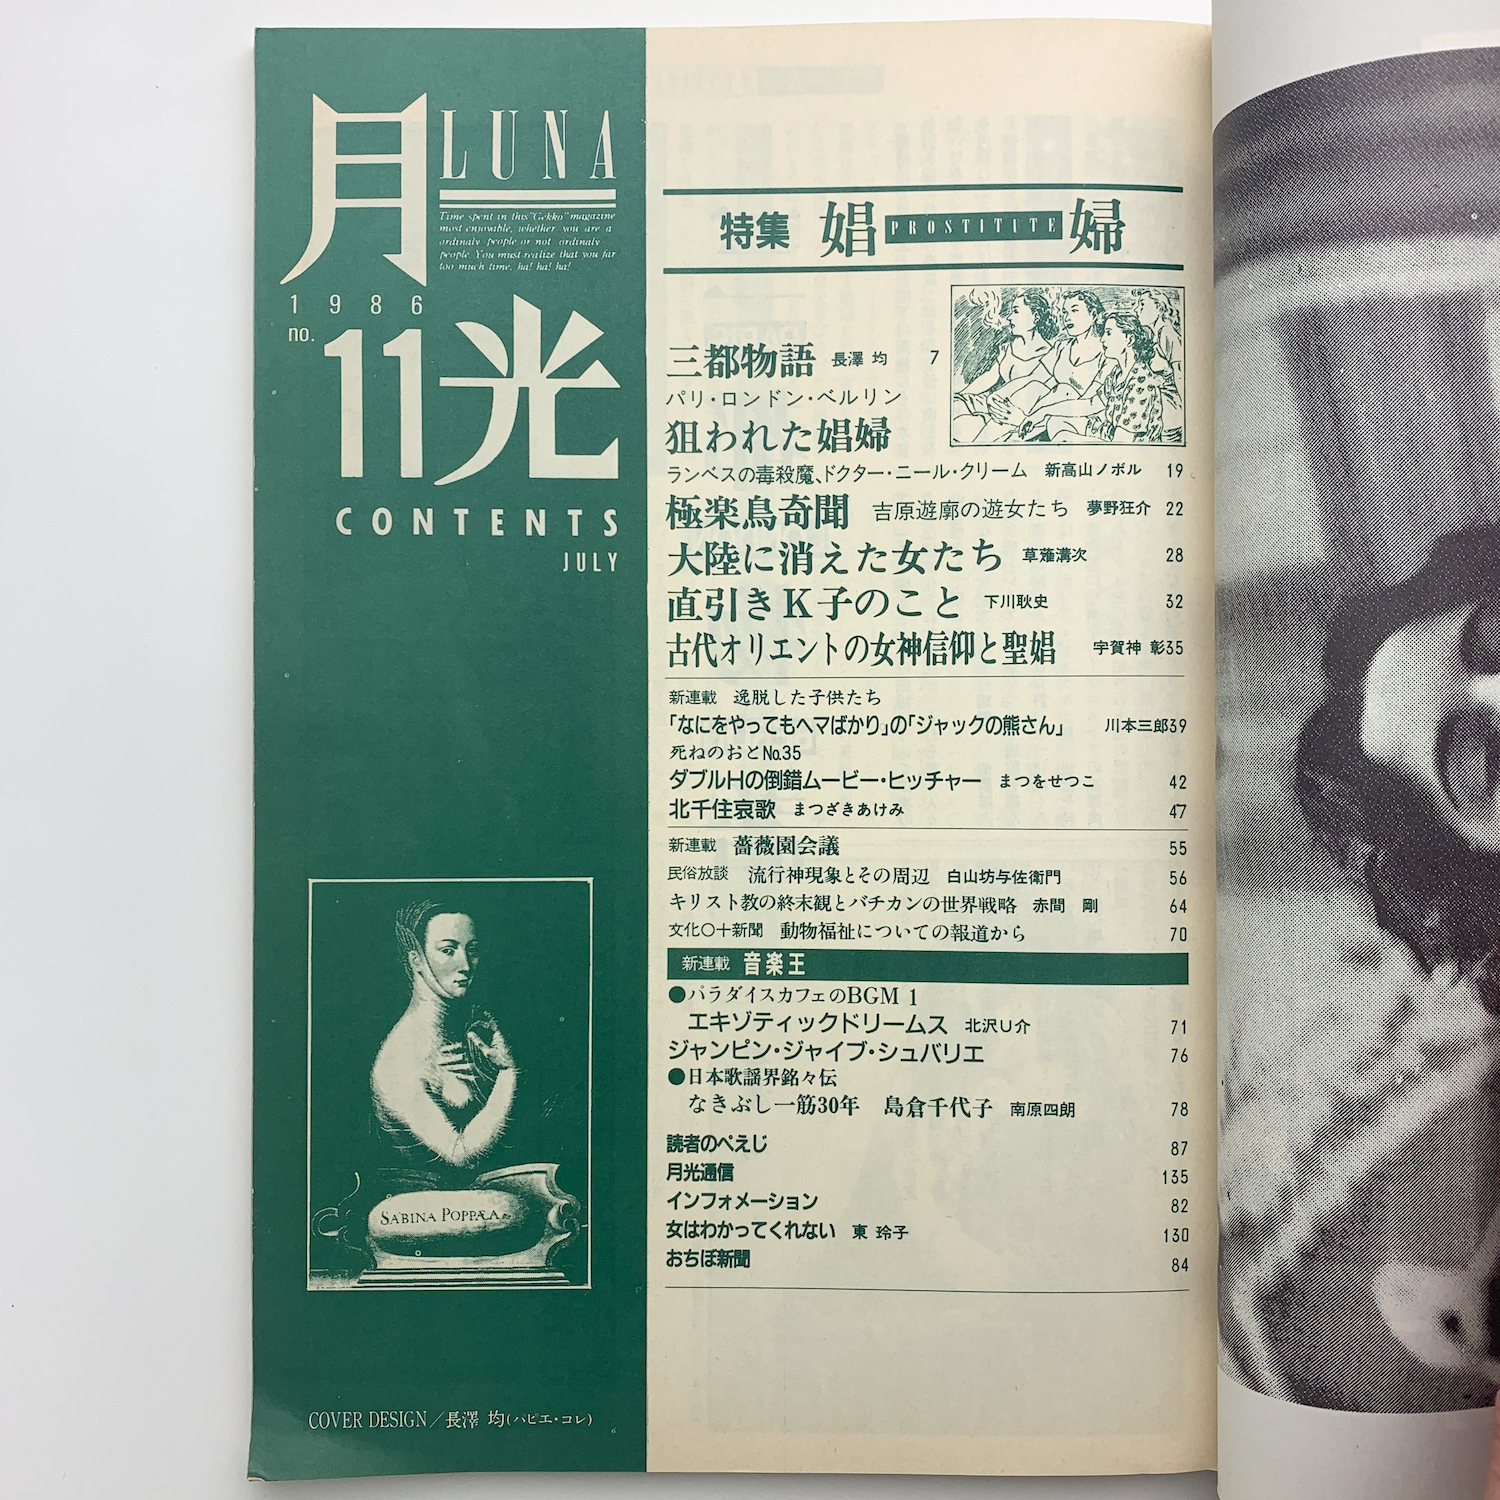 月光
LUNA
Time spent in this "Gekko" magazine
most enjoyable, whether you are a
ordinaly people or not ordinaly
people. You must realize that you far
too much time. ha! ha! ha!
1986
no.11
CONTENTS
JULY
SABINA POPPÆA
COVER DESIGN／長澤 均(パピエ・コレ)
特集 娼 PROSTITUTE 婦
三都物語 長澤 均 7
パリ・ロンドン・ベルリン
狙われた娼婦
ランベスの毒殺魔、ドクター・ニール・クリーム 新高山ノボル 19
極楽鳥奇聞 吉原遊廓の遊女たち 夢野狂介 22
大陸に消えた女たち 草薙溝次 28
直引きK子のこと 下川耿史 32
古代オリエントの女神信仰と聖娼 宇賀神 彰35
新連載 逸脱した子供たち
「なにをやってもヘマばかり」の「ジャックの熊さん」 川本三郎39
死ねのおとNo.35
ダブルHの倒錯ムービー・ヒッチャー まつをせつこ 42
北千住哀歌 まつざきあけみ 47
新連載 薔薇園会議 55
民俗放談 流行神現象とその周辺 白山坊与佐衛門 56
キリスト教の終末観とバチカンの世界戦略 赤間 剛 64
文化〇十新聞 動物福祉についての報道から 70
新連載 音楽王
●パラダイスカフェのBGM 1
エキゾティックドリームス 北沢U介 71
ジャンピン・ジャイブ・シュバリエ 76
●日本歌謡界銘々伝
なきぶし一筋30年 島倉千代子 南原四朗 78
読者のぺえじ 87
月光通信 135
インフォメーション 82
女はわかってくれない 東 玲子 130
おちぼ新聞 84